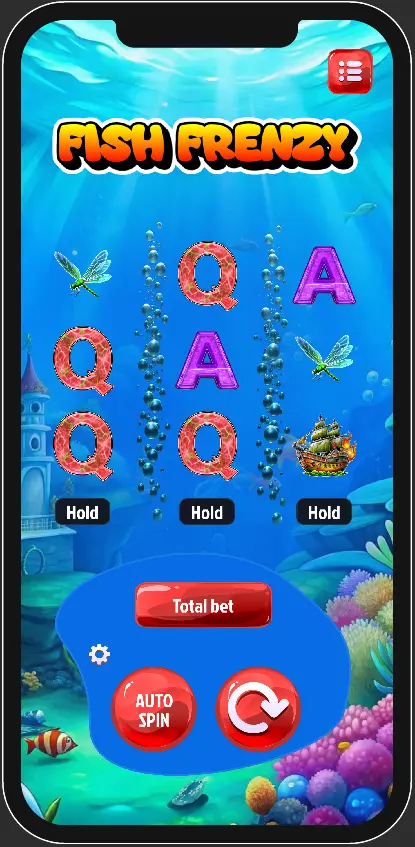 FISH FRENZY
Q A
Q A
Q Q
Hold Hold Hold
Total bet
AUTO
SPIN